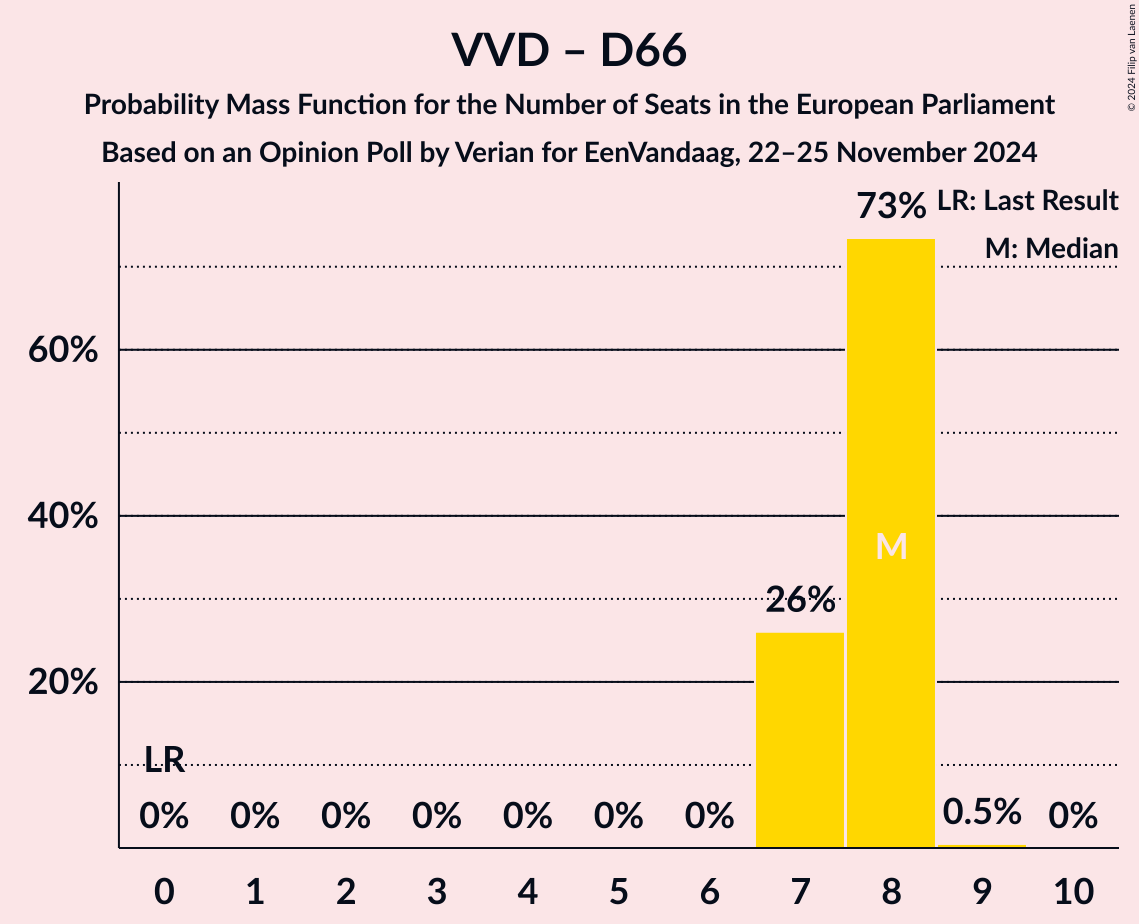 VVD – D66
Probability Mass Function for the Number of Seats in the European Parliament
Based on an Opinion Poll by Verian for EenVandaag, 22–25 November 2024
© 2024 Filip van Laenen
LR: Last Result
M: Median
60%
40%
20%
LR
0%
0%
0%
0%
0%
0%
0%
26%
73%
M
0.5%
0%
0 1 2 3 4 5 6 7 8 9 10